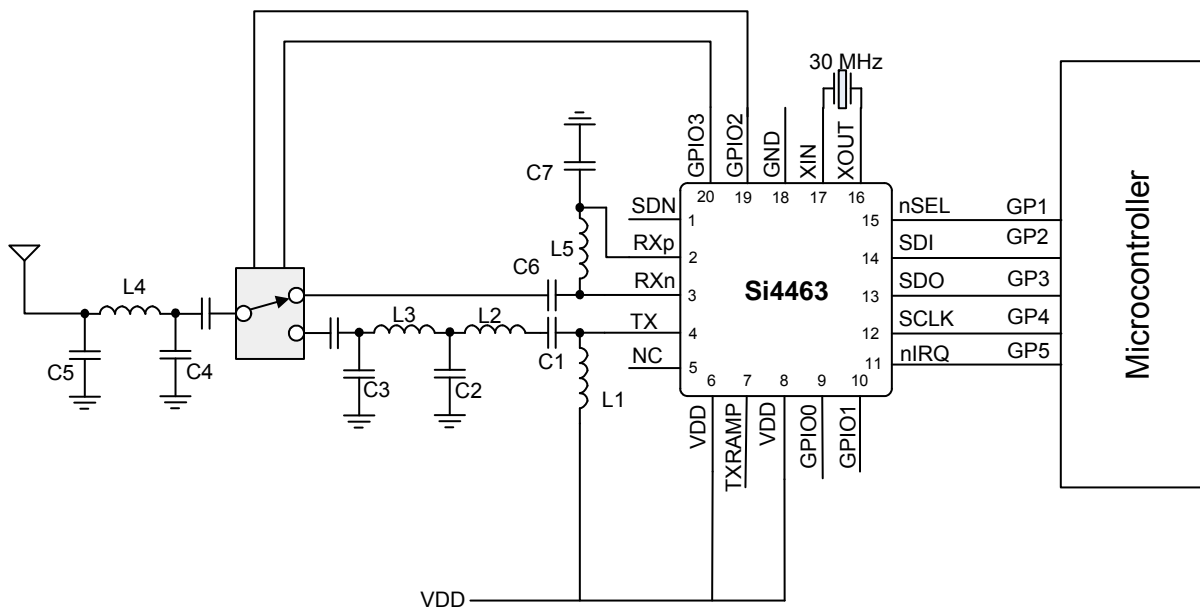 30 MHz
GPIO3
GPIO2
GND
XIN
XOUT
20
19
18
17
16
C7
SDN
1
RXp
2
L5
C6
RXn
3
TX
4
NC
5
Si4463
nSEL
15
GP1
SDI
14
GP2
SDO
13
GP3
SCLK
12
GP4
nIRQ
11
GP5
Microcontroller
L4
C5
C4
L3
L2
C3
C2
C1
L1
6
7
8
9
10
VDD
TXRAMP
VDD
GPIO0
GPIO1
VDD